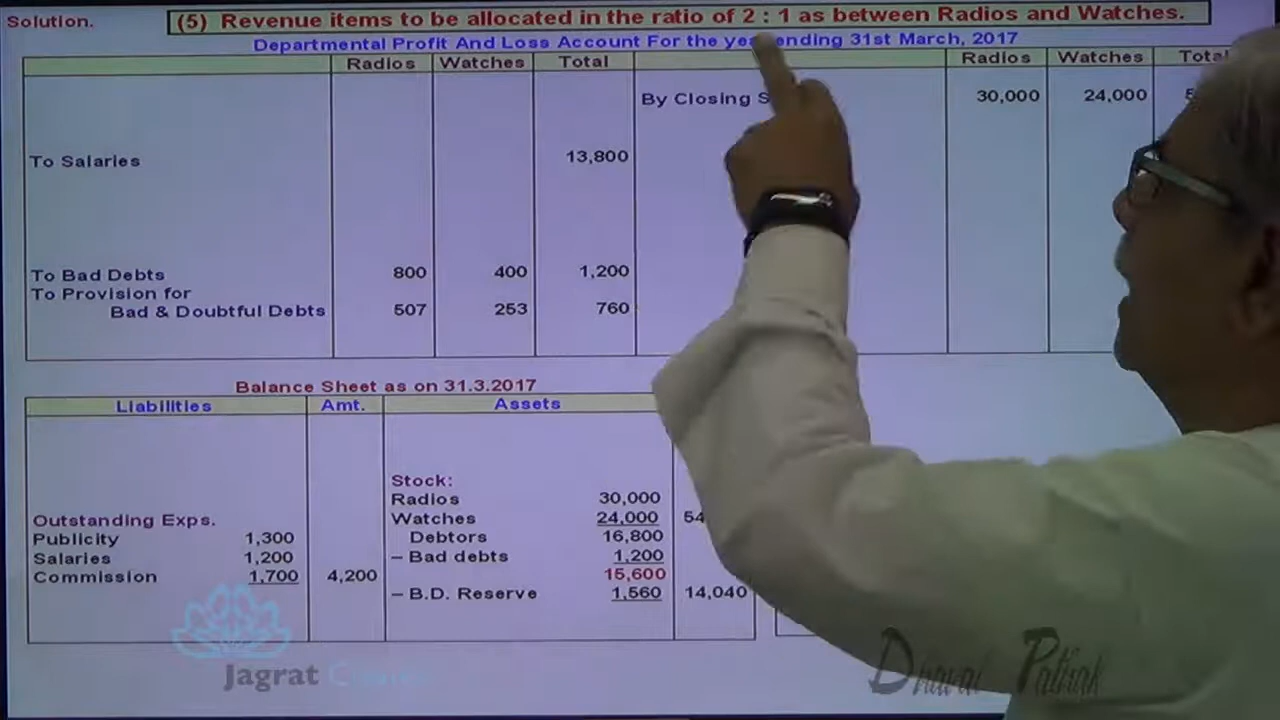 Solution.
(5) Revenue items to be allocated in the ratio of 2 : 1 as between Radios and Watches.
Departmental Profit And Loss Account For the ending 31st March, 2017
Radios Watches Total Radios Watches Total
By Closing 30,000 24,000
To Salaries 13,800
To Bad Debts 800 400 1,200
To Provision for
Bad & Doubtful Debts 507 253 760
Balance Sheet as on 31.3.2017
Liabilities Amt. Assets
Stock:
Radios 30,000
Outstanding Exps. Watches 24,000
Publicity 1,300 Debtors 16,800
Salaries 1,200 – Bad debts 1,200
Commission 1,700 4,200 15,600
– B.D. Reserve 1,560 14,040
Jagrat
Dhaval Pathak